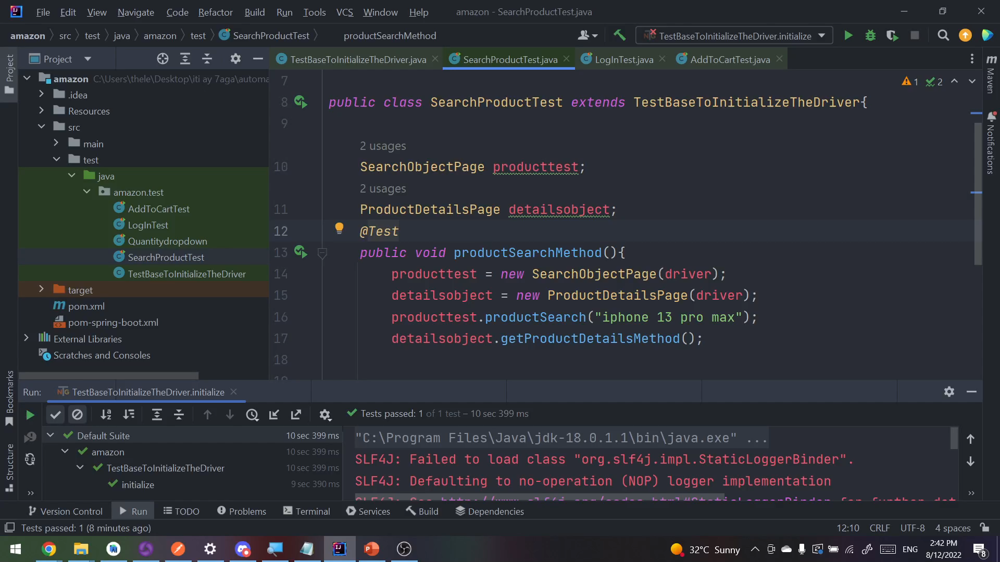 File Edit View Navigate Code Refactor Build Run Tools VCS Window Help amazon - SearchProductTest.java
amazon src test java amazon test SearchProductTest productSearchMethod TestBaseToInitializeTheDriver.initialize
Project
TestBaseToInitializeTheDriver.java SearchProductTest.java LogInTest.java AddToCartTest.java
Project
Bookmarks
Structure
Maven
Notifications
amazon C:\Users\thele\Desktop\iti ay 7aga\automa
.idea
Resources
src
main
test
java
amazon.test
AddToCartTest
LogInTest
Quantitydropdown
SearchProductTest
TestBaseToInitializeTheDriver
target
pom.xml
pom-spring-boot.xml
External Libraries
Scratches and Consoles
1 2
7
8 public class SearchProductTest extends TestBaseToInitializeTheDriver{
9
2 usages
10 SearchObjectPage producttest;
2 usages
11 ProductDetailsPage detailsobject;
12 @Test
13 public void productSearchMethod(){
14 producttest = new SearchObjectPage(driver);
15 detailsobject = new ProductDetailsPage(driver);
16 producttest.productSearch("iphone 13 pro max");
17 detailsobject.getProductDetailsMethod();
18
Run: TestBaseToInitializeTheDriver.initialize
Tests passed: 1 of 1 test – 10 sec 399 ms
Default Suite 10 sec 399 ms
amazon 10 sec 399 ms
TestBaseToInitializeTheDriver 10 sec 399 ms
initialize 9 sec 390 ms
"C:\Program Files\Java\jdk-18.0.1.1\bin\java.exe" ...
SLF4J: Failed to load class "org.slf4j.impl.StaticLoggerBinder".
SLF4J: Defaulting to no-operation (NOP) logger implementation
Version Control Run TODO Problems Terminal Services Build Dependencies
Tests passed: 1 (8 minutes ago) 12:10 CRLF UTF-8 4 spaces
32°C Sunny ENG 2:42 PM
8/12/2022 8